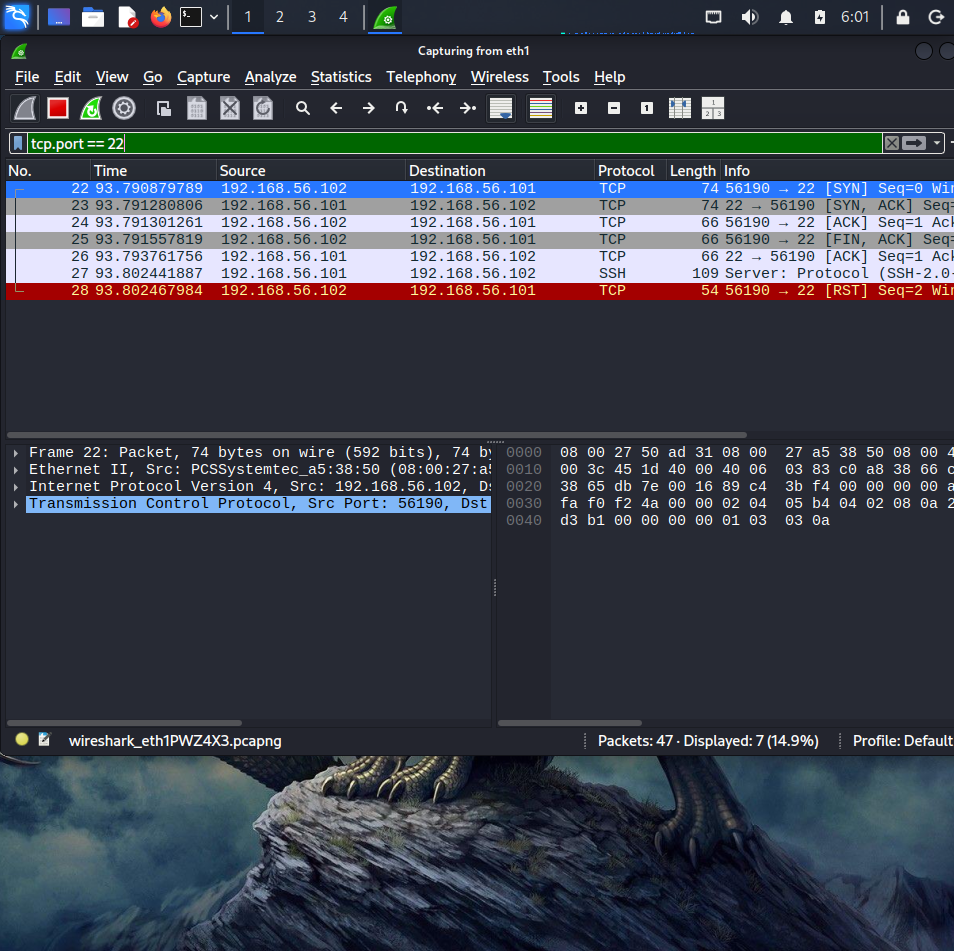 1 2 3 4 6:01
Capturing from eth1
File Edit View Go Capture Analyze Statistics Telephony Wireless Tools Help
tcp.port == 22
No. Time Source Destination Protocol Length Info
22 93.790879789 192.168.56.102 192.168.56.101 TCP 74 56190 → 22 [SYN] Seq=0 Win
23 93.791280806 192.168.56.101 192.168.56.102 TCP 74 22 → 56190 [SYN, ACK] Seq=
24 93.791301261 192.168.56.102 192.168.56.101 TCP 66 56190 → 22 [ACK] Seq=1 Ack
25 93.791557819 192.168.56.102 192.168.56.101 TCP 66 56190 → 22 [FIN, ACK] Seq=
26 93.793761756 192.168.56.101 192.168.56.102 TCP 66 22 → 56190 [ACK] Seq=1 Ack
27 93.802441887 192.168.56.101 192.168.56.102 SSH 109 Server: Protocol (SSH-2.0-
28 93.802467984 192.168.56.102 192.168.56.101 TCP 54 56190 → 22 [RST] Seq=2 Win
Frame 22: Packet, 74 bytes on wire (592 bits), 74 by
Ethernet II, Src: PCSSystemtec_a5:38:50 (08:00:27:a5
Internet Protocol Version 4, Src: 192.168.56.102, Ds
Transmission Control Protocol, Src Port: 56190, Dst
0000 08 00 27 50 ad 31 08 00 27 a5 38 50 08 00 4
0010 00 3c 45 1d 40 00 40 06 03 83 c0 a8 38 66 c
0020 38 65 db 7e 00 16 89 c4 3b f4 00 00 00 00 a
0030 fa f0 f2 4a 00 00 02 04 05 b4 04 02 08 0a 2
0040 d3 b1 00 00 00 00 01 03 03 0a
wireshark_eth1PWZ4X3.pcapng Packets: 47 · Displayed: 7 (14.9%) Profile: Default